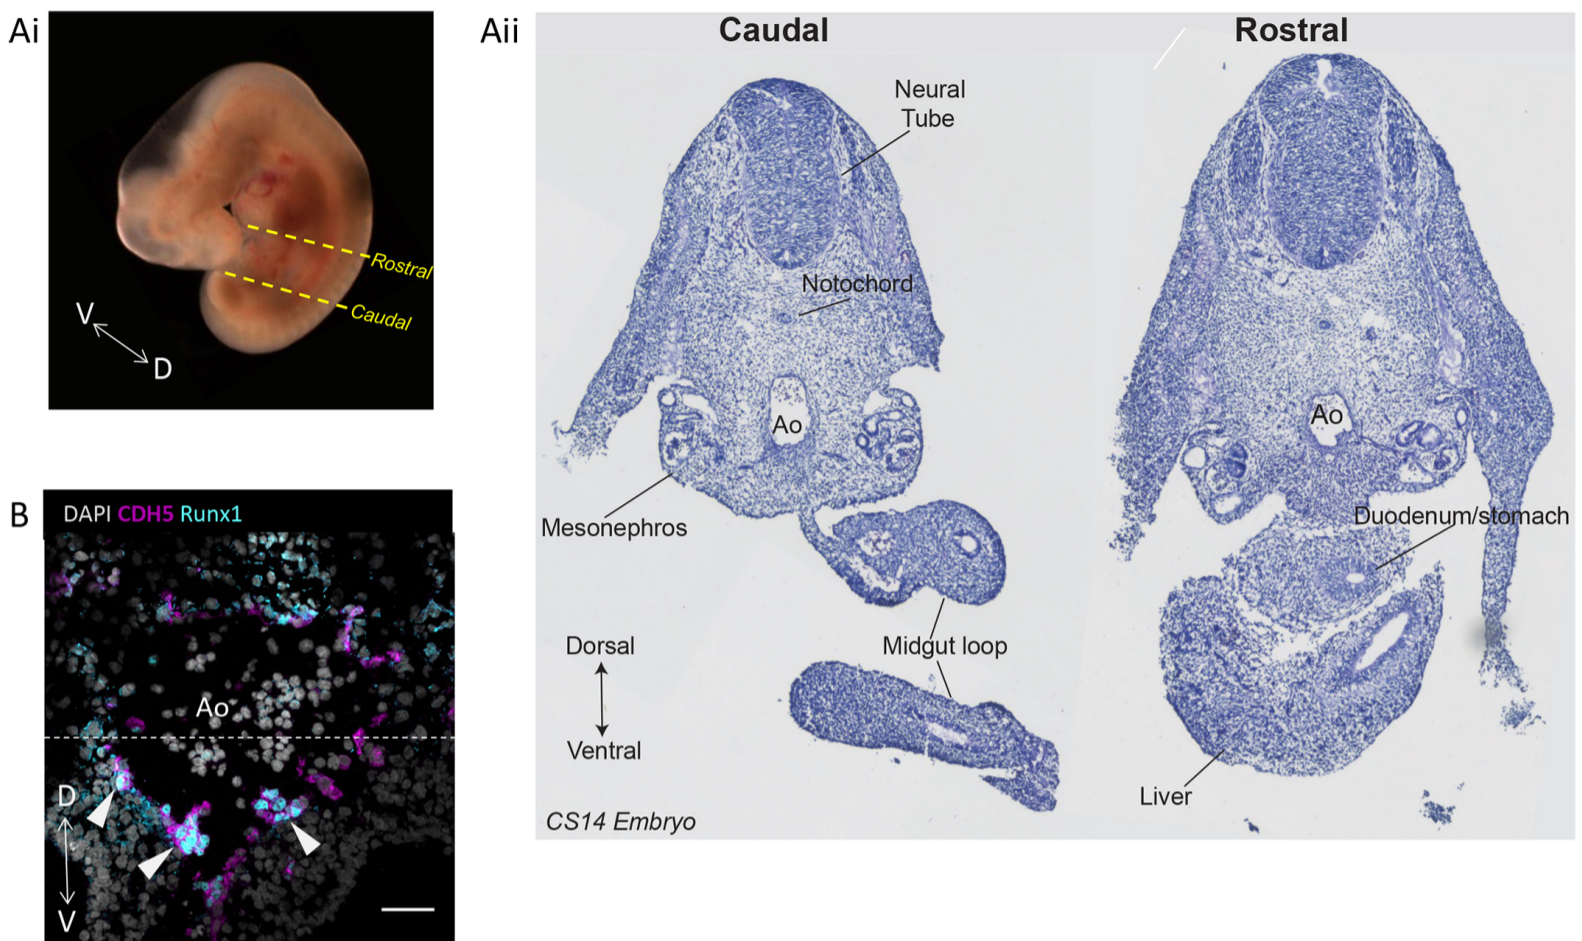 Ai
Rostral
Caudal
V
D
Aii
Caudal
Rostral
Neural
Tube
Notochord
Ao
Mesonephros
Midgut loop
Dorsal
Ventral
CS14 Embryo
Ao
Duodenum/stomach
Liver
B
DAPI CDH5 Runx1
Ao
D
V